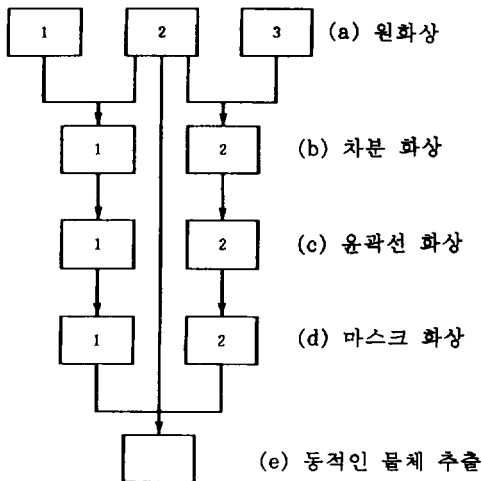 1 2 3 (a) 원화상
1 2 (b) 차분 화상
1 2 (c) 윤곽선 화상
1 2 (d) 마스크 화상
(e) 동적인 물체 추출